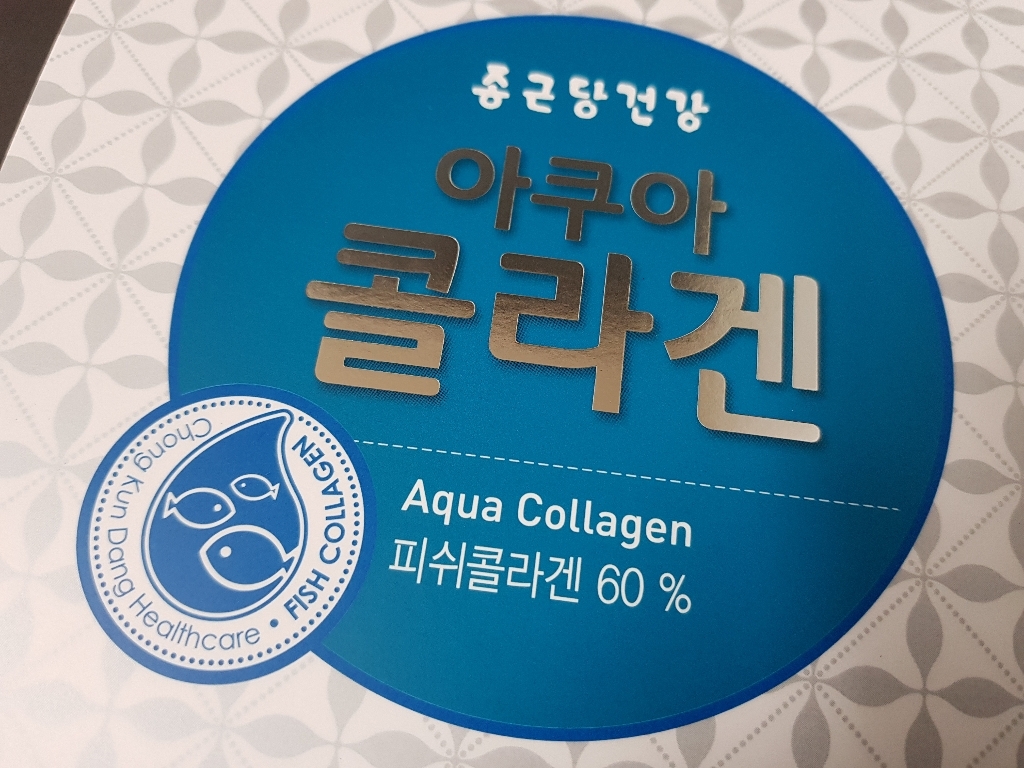 종근당건강
아쿠아
콜라겐
Aqua Collagen
피쉬콜라겐 60 %
Chong Kun Dang Healthcare • FISH COLLAGEN